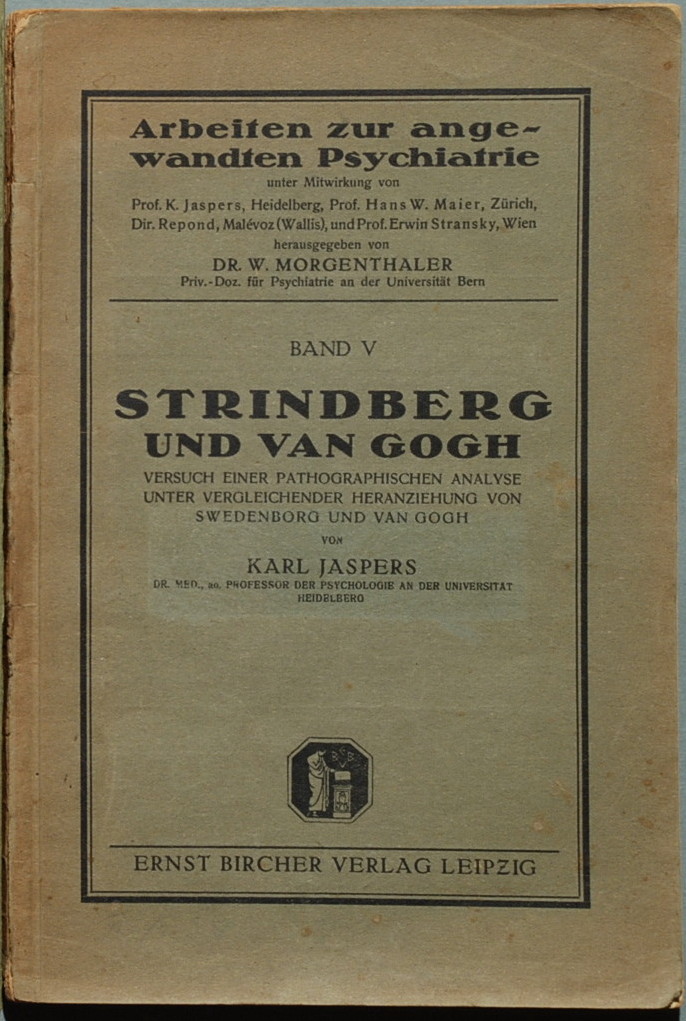 Arbeiten zur ange-
wandten Psychiatrie
unter Mitwirkung von
Prof. K. Jaspers, Heidelberg, Prof. Hans W. Maier, Zürich,
Dir. Repond, Malévoz (Wallis), und Prof. Erwin Stransky, Wien
herausgegeben von
DR. W. MORGENTHALER
Priv.-Doz. für Psychiatrie an der Universität Bern
BAND V
STRINDBERG
UND VAN GOGH
VERSUCH EINER PATHOGRAPHISCHEN ANALYSE
UNTER VERGLEICHENDER HERANZIEHUNG VON
SWEDENBORG UND VAN GOGH
VON
KARL JASPERS
DR. MED., ao. PROFESSOR DER PSYCHOLOGIE AN DER UNIVERSITÄT
HEIDELBERG
ERNST BIRCHER VERLAG LEIPZIG